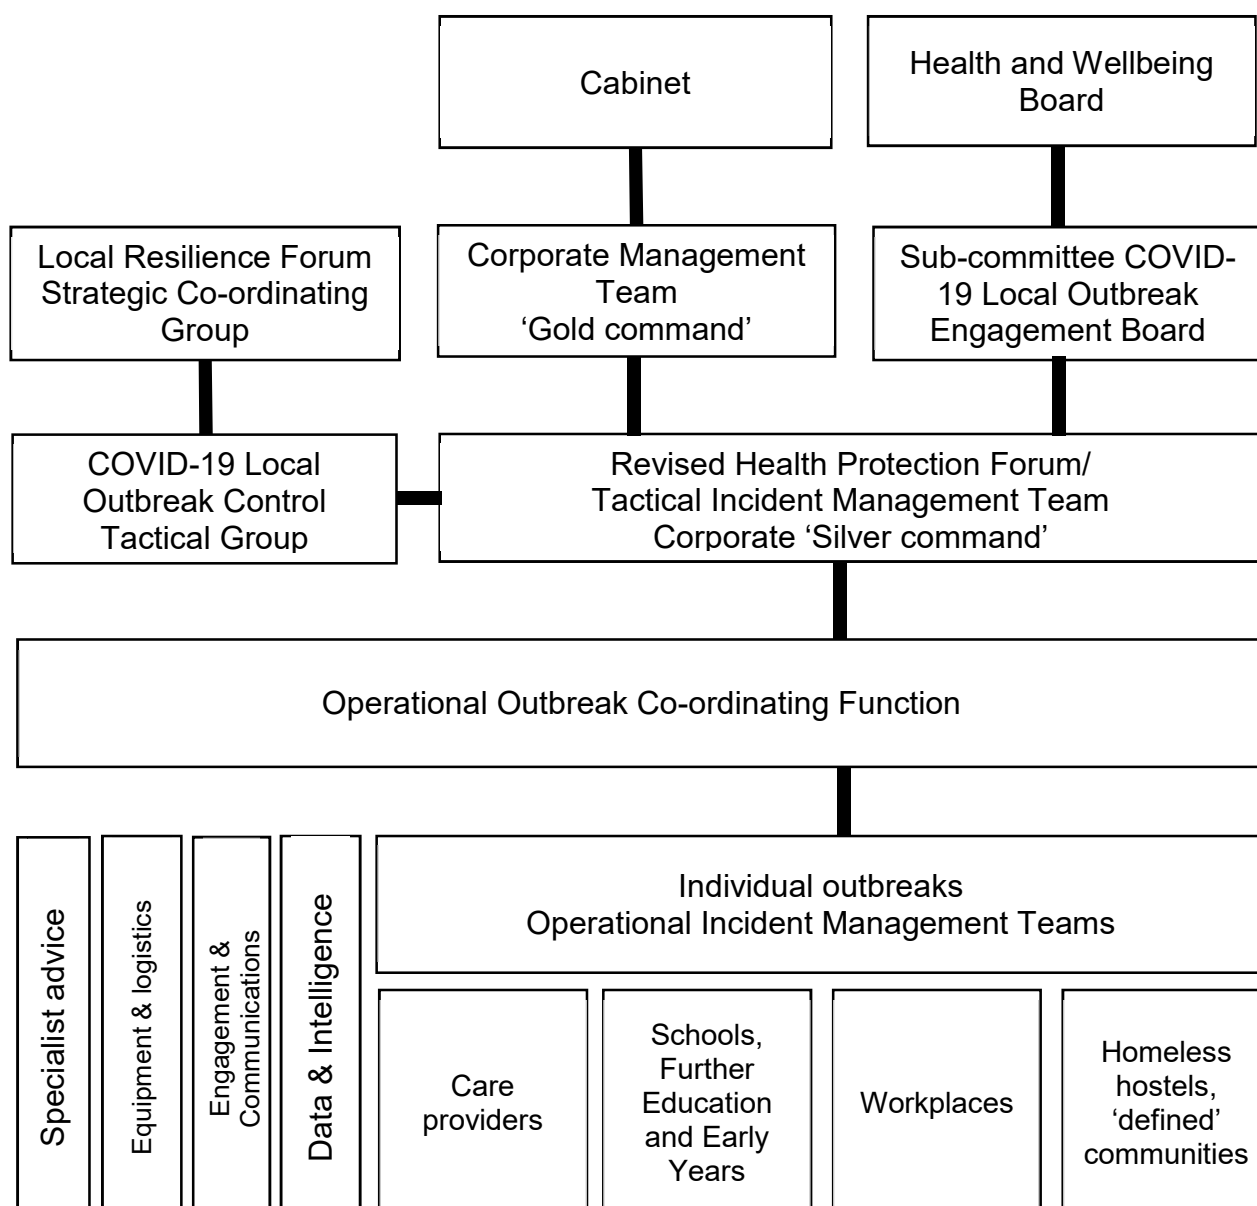 Cabinet
Health and Wellbeing
Board
Local Resilience Forum
Strategic Co-ordinating
Group
Corporate Management
Team
‘Gold command’
Sub-committee COVID-
19 Local Outbreak
Engagement Board
COVID-19 Local
Outbreak Control
Tactical Group
Revised Health Protection Forum/
Tactical Incident Management Team
Corporate ‘Silver command’
Operational Outbreak Co-ordinating Function
Specialist advice
Equipment & logistics
Engagement &
Communications
Data & Intelligence
Individual outbreaks
Operational Incident Management Teams
Care
providers
Schools,
Further
Education
and Early
Years
Workplaces
Homeless
hostels,
‘defined’
communities